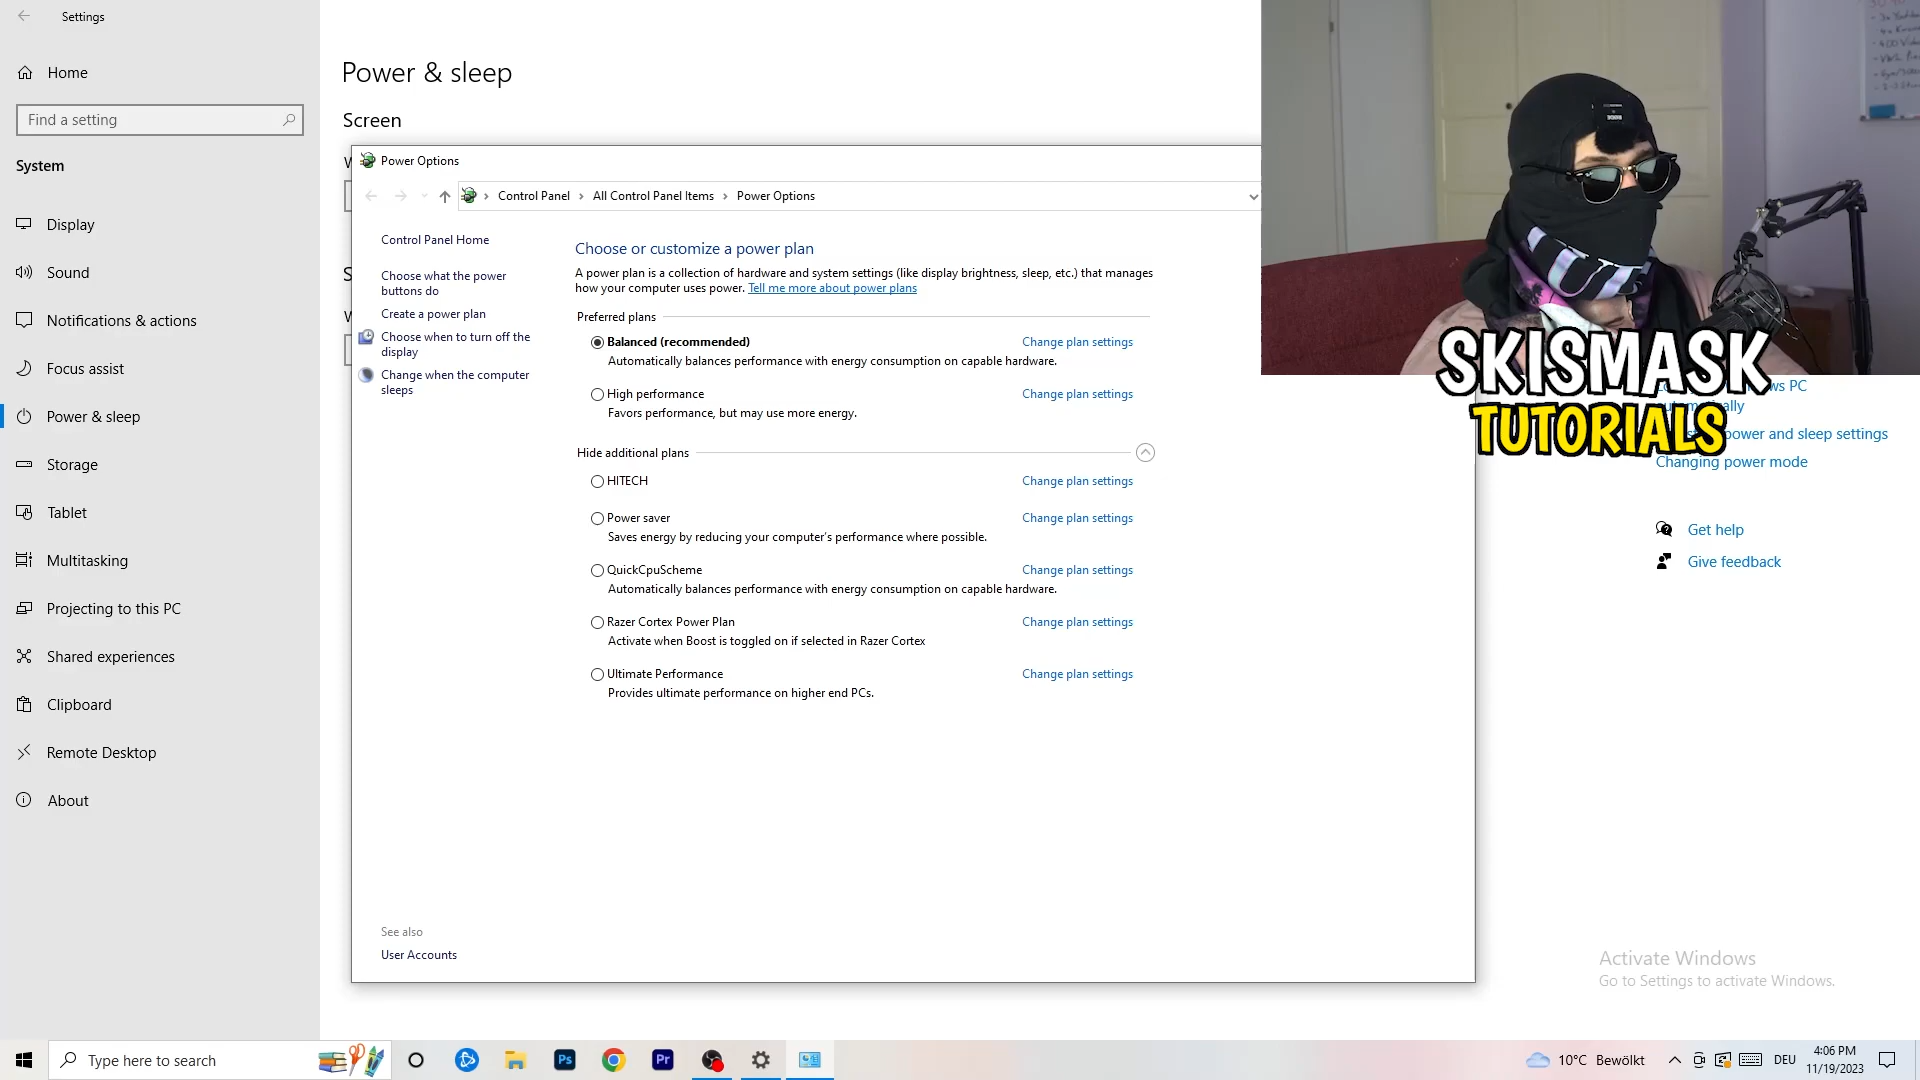 Settings
Home
Find a setting
System
Display
Sound
Notifications & actions
Focus assist
Power & sleep
Storage
Tablet
Multitasking
Projecting to this PC
Shared experiences
Clipboard
Remote Desktop
About
Power & sleep
Screen
Power Options
Control Panel
All Control Panel Items
Power Options
Control Panel Home
Choose what the power
buttons do
Create a power plan
Choose when to turn off the
display
Change when the computer
sleeps
See also
User Accounts
Choose or customize a power plan
A power plan is a collection of hardware and system settings (like display brightness, sleep, etc.) that manages
how your computer uses power. Tell me more about power plans
Preferred plans
Balanced (recommended) Change plan settings
Automatically balances performance with energy consumption on capable hardware.
High performance Change plan settings
Favors performance, but may use more energy.
Hide additional plans
HITECH Change plan settings
Power saver Change plan settings
Saves energy by reducing your computer's performance where possible.
QuickCpuScheme Change plan settings
Automatically balances performance with energy consumption on capable hardware.
Razer Cortex Power Plan Change plan settings
Activate when Boost is toggled on if selected in Razer Cortex
Ultimate Performance Change plan settings
Provides ultimate performance on higher end PCs.
SKISMASK
TUTORIALS
PC
power and sleep settings
Changing power mode
Get help
Give feedback
Activate Windows
Go to Settings to activate Windows.
Type here to search
Ps
Pr
10°C Bewölkt
DEU
4:06 PM
11/19/2023